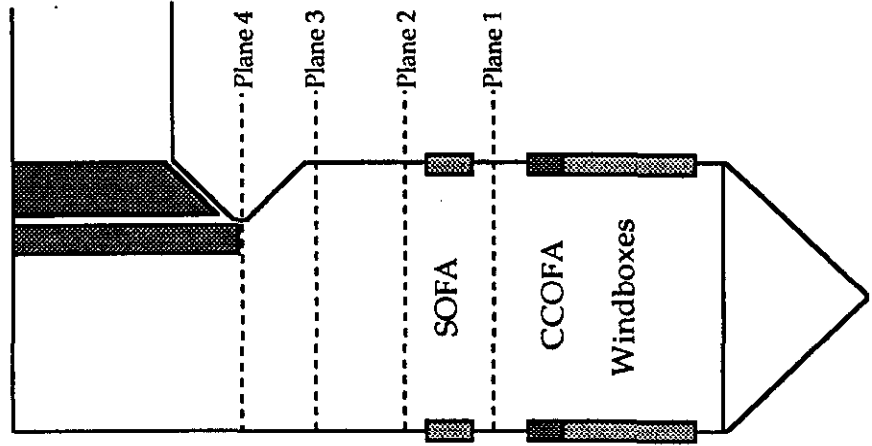 Plane 4
Plane 3
Plane 2
Plane 1
SOFA
CCOFA
Windboxes